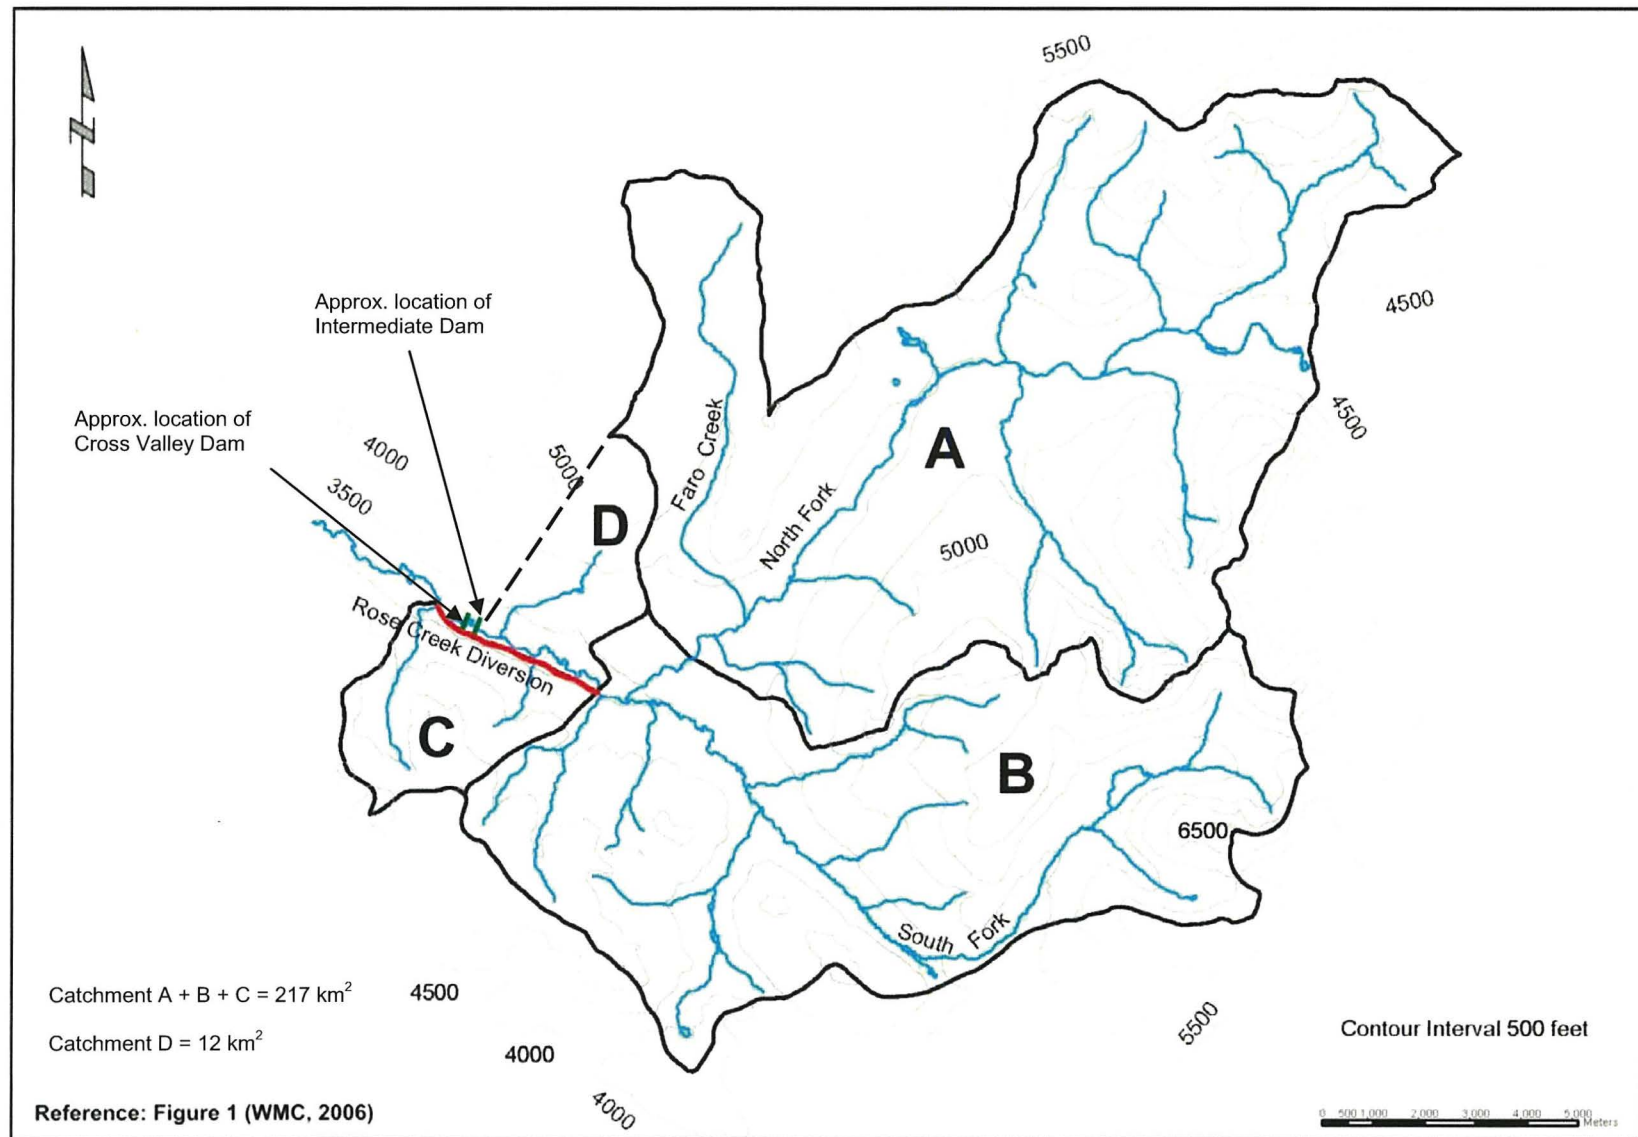 5500
Approx. location of
Intermediate Dam
4500
Approx. location of
Cross Valley Dam
4000
3500
5000
4500
Faro Creek
A
D
North Fork
5000
Rose Creek Diversion
C
B
6500
South Fork
Catchment A + B + C = 217 km²
4500
Catchment D = 12 km²
4000
5500
Contour Interval 500 feet
4000
Reference: Figure 1 (WMC, 2006)
0 500 1,000 2,000 3,000 4,000 5,000
Meters